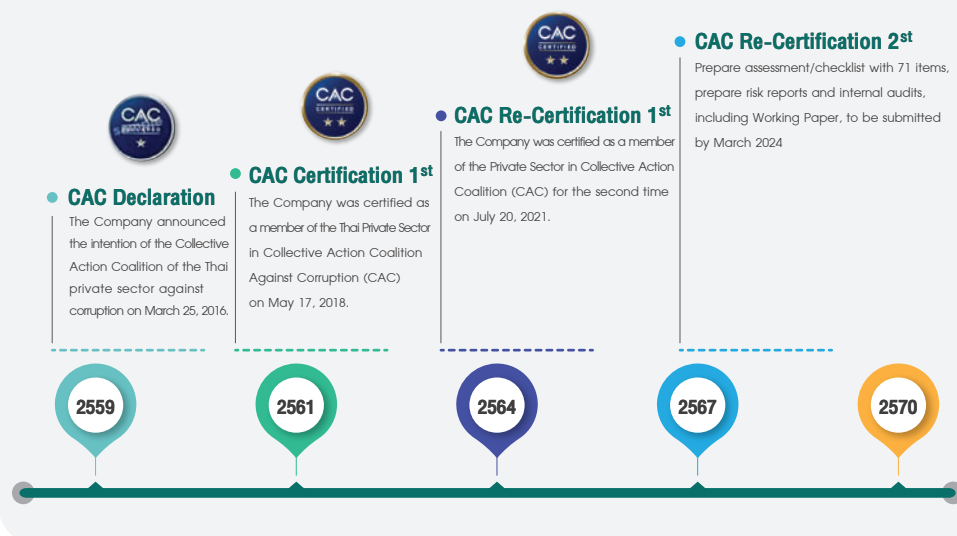 CAC
★
CAC Declaration
The Company announced
the intention of the Collective
Action Coalition of the Thai
private sector against
corruption on March 25, 2016.
CAC
CERTIFIED
★★
CAC Certification 1st
The Company was certified as
a member of the Thai Private Sector
in Collective Action Coalition
Against Corruption (CAC)
on May 17, 2018.
CAC
CERTIFIED
★★
CAC Re-Certification 1st
The Company was certified as a member
of the Private Sector in Collective Action
Coalition (CAC) for the second time
on July 20, 2021.
CAC Re-Certification 2st
Prepare assessment/checklist with 71 items,
prepare risk reports and internal audits,
including Working Paper, to be submitted
by March 2024
2559
2561
2564
2567
2570